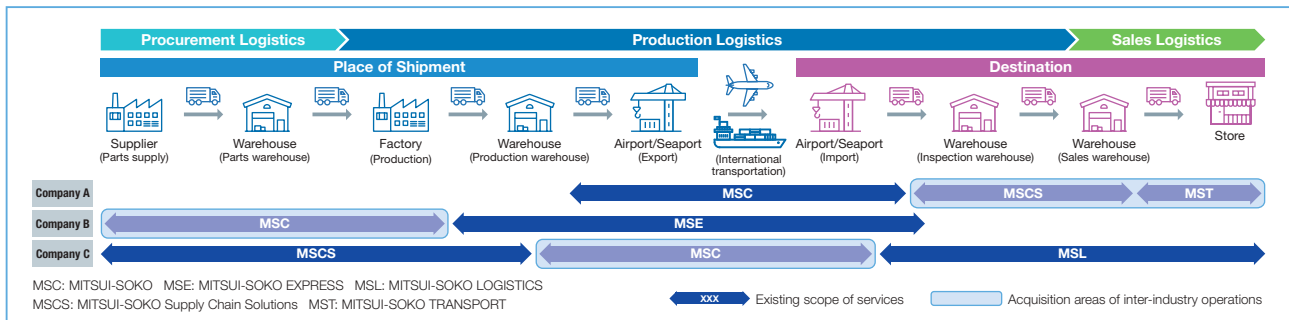 Procurement Logistics
Production Logistics
Sales Logistics
Place of Shipment
Destination
Supplier
(Parts supply)
Warehouse
(Parts warehouse)
Factory
(Production)
Warehouse
(Production warehouse)
Airport/Seaport
(Export)
(International
transportation)
Airport/Seaport
(Import)
Warehouse
(Inspection warehouse)
Warehouse
(Sales warehouse)
Store
Company A
MSC
MSCS
MST
Company B
MSC
MSE
Company C
MSCS
MSC
MSL
MSC: MITSUI-SOKO MSE: MITSUI-SOKO EXPRESS MSL: MITSUI-SOKO LOGISTICS
MSCS: MITSUI-SOKO Supply Chain Solutions MST: MITSUI-SOKO TRANSPORT
XXX Existing scope of services
Acquisition areas of inter-industry operations